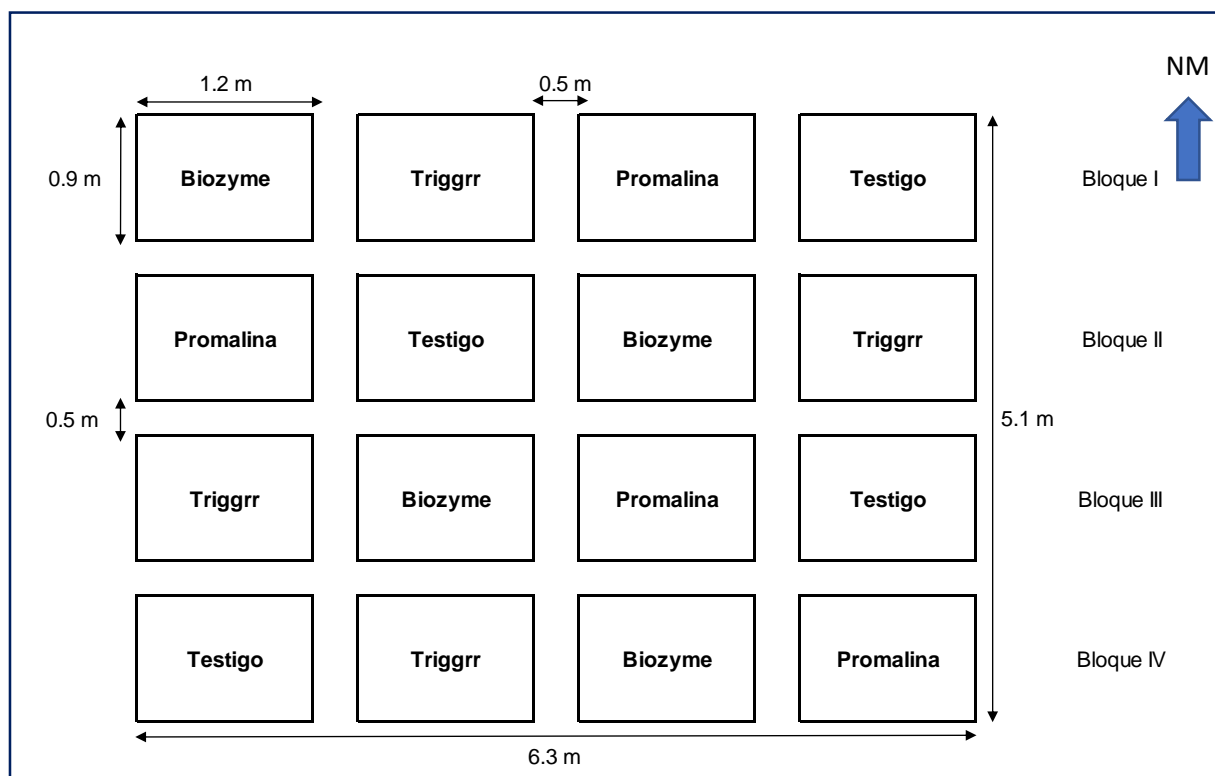 NM
1.2 m
0.5 m
0.9 m
Biozyme
Triggrr
Promalina
Testigo
Bloque I
Promalina
Testigo
Biozyme
Triggrr
Bloque II
0.5 m
5.1 m
Triggrr
Biozyme
Promalina
Testigo
Bloque III
Testigo
Triggrr
Biozyme
Promalina
Bloque IV
6.3 m